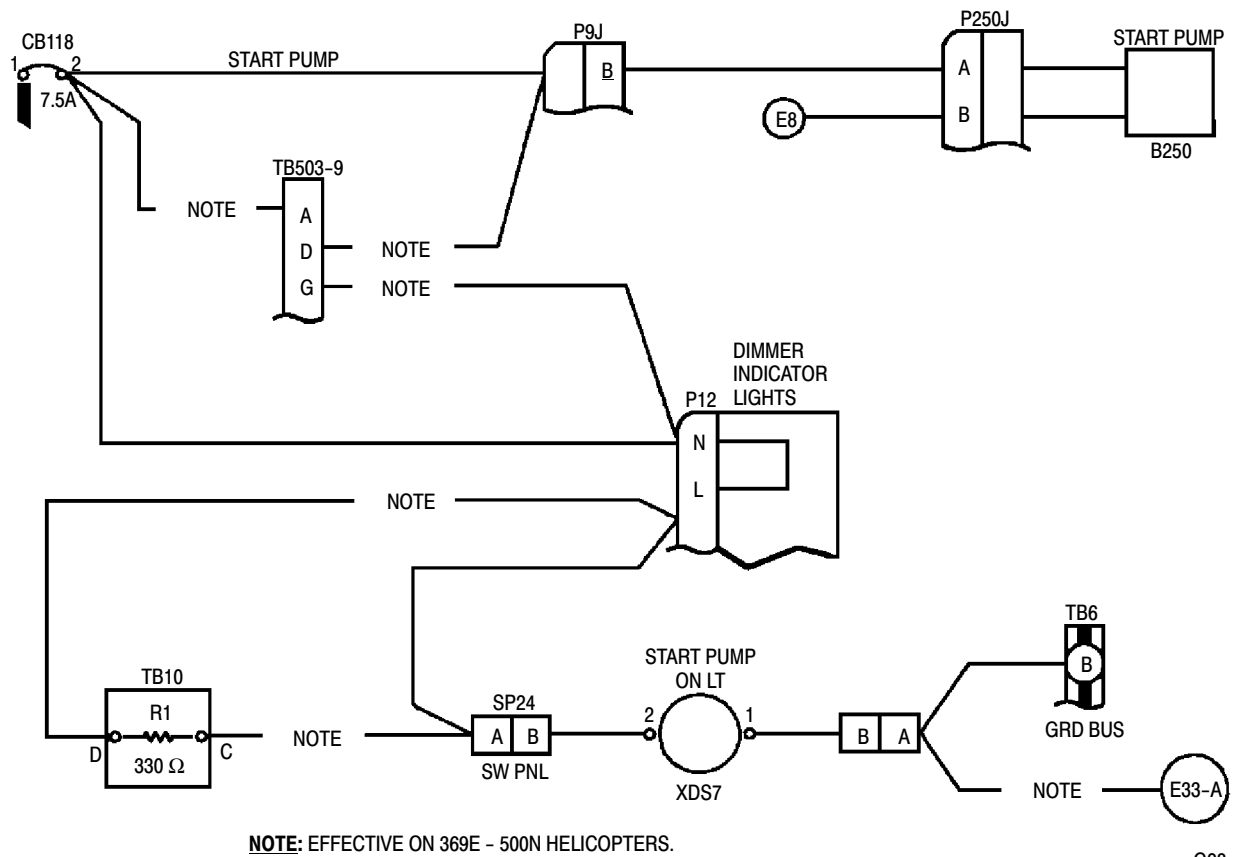 CB118
1
2
7.5A
START PUMP
P9J
B
P250J
A
B
START PUMP
B250
E8
TB503-9
A
D
G
NOTE
NOTE
NOTE
DIMMER
INDICATOR
LIGHTS
P12
N
L
NOTE
TB10
R1
330 Ω
D
C
NOTE
SP24
A B
SW PNL
START PUMP
ON LT
2
1
XDS7
B A
TB6
B
GRD BUS
NOTE
E33-A
NOTE: EFFECTIVE ON 369E - 500N HELICOPTERS.